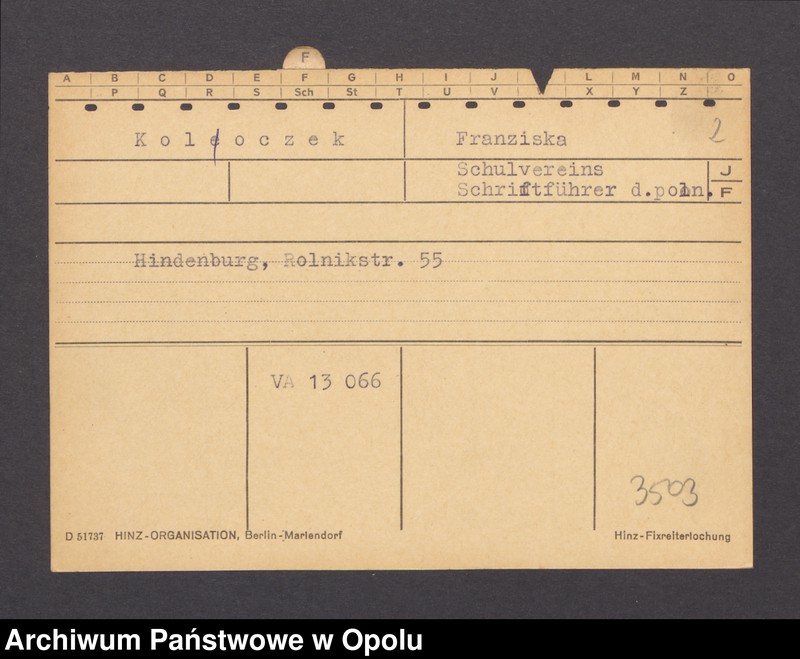 F
A B C D E F G H I J L M N O
P Q R S Sch St T U V X Y Z
Koloczek Franziska 2
Schulvereins J
Schriftführer d.poln. F
Hindenburg, Rolnikstr. 55
VA 13 066
3503
D 51737 HINZ-ORGANISATION, Berlin-Mariendorf Hinz-Fixreiterlochung
Archiwum Państwowe w Opolu